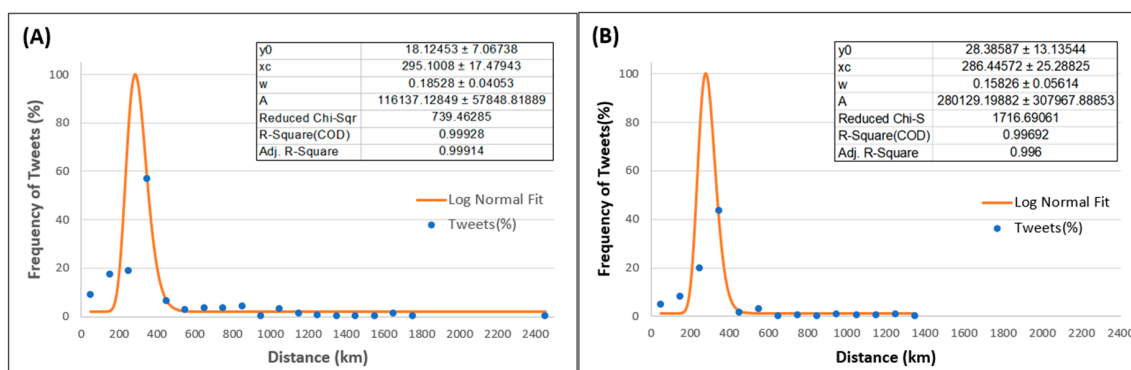 (A)
y0 18.12453 ± 7.06738
xc 295.1008 ± 17.47943
w 0.18528 ± 0.04053
A 116137.12849 ± 57848.81889
Reduced Chi-Sqr 739.46285
R-Square(COD) 0.99928
Adj. R-Square 0.99914
Frequency of Tweets (%)
100
80
60
40
20
0
Log Normal Fit
Tweets(%)
0 200 400 600 800 1000 1200 1400 1600 1800 2000 2200 2400
Distance (km)
(B)
y0 28.38587 ± 13.13544
xc 286.44572 ± 25.28825
w 0.15826 ± 0.05614
A 280129.19882 ± 307967.88853
Reduced Chi-S 1716.69061
R-Square(COD) 0.99692
Adj. R-Square 0.996
Frequency of Tweets (%)
100
80
60
40
20
0
Log Normal Fit
Tweets(%)
0 200 400 600 800 1000 1200 1400 1600 1800 2000 2200 2400
Distance (km)